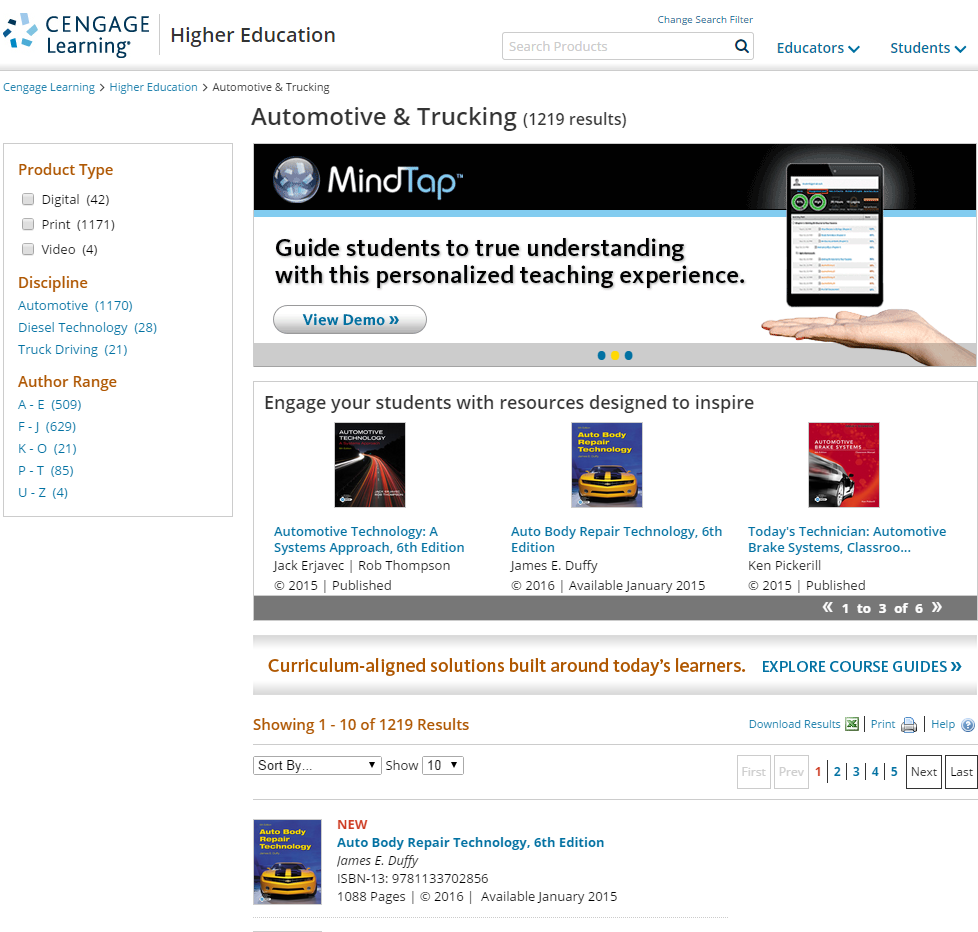 CENGAGE
Learning®
Higher Education
Change Search Filter
Search Products
Educators
Students
Cengage Learning > Higher Education > Automotive & Trucking
Automotive & Trucking (1219 results)
Product Type
Digital (42)
Print (1171)
Video (4)
Discipline
Automotive (1170)
Diesel Technology (28)
Truck Driving (21)
Author Range
A - E (509)
F - J (629)
K - O (21)
P - T (85)
U - Z (4)
MindTap™
Guide students to true understanding
with this personalized teaching experience.
View Demo »
Engage your students with resources designed to inspire
AUTOMOTIVE
TECHNOLOGY
Auto Body
Repair
Technology
AUTOMOTIVE
BRAKE SYSTEMS
Automotive Technology: A
Systems Approach, 6th Edition
Jack Erjavec | Rob Thompson
© 2015 | Published
Auto Body Repair Technology, 6th
Edition
James E. Duffy
© 2016 | Available January 2015
Today's Technician: Automotive
Brake Systems, Classroo...
Ken Pickerill
© 2015 | Published
« 1 to 3 of 6 »
Curriculum-aligned solutions built around today's learners. EXPLORE COURSE GUIDES »
Showing 1 - 10 of 1219 Results
Download Results | Print | Help
Sort By... Show 10
First Prev 1 | 2 | 3 | 4 | 5 Next Last
Auto Body
Repair
Technology
NEW
Auto Body Repair Technology, 6th Edition
James E. Duffy
ISBN-13: 9781133702856
1088 Pages | © 2016 | Available January 2015